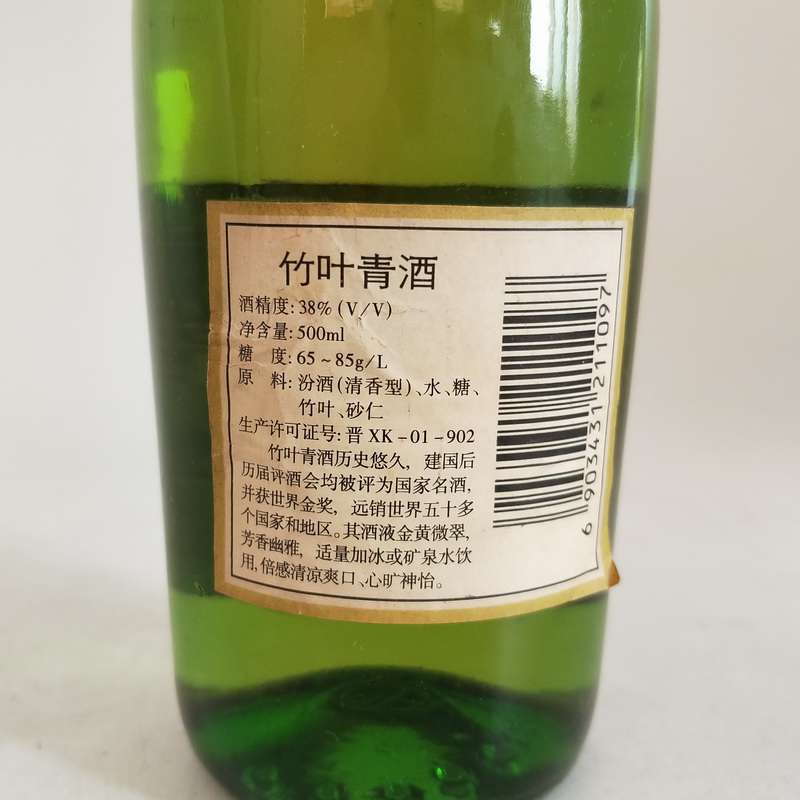 竹叶青酒
酒精度:38% (V/V)
净含量:500ml
糖 度:65~85g/L
原 料:汾酒(清香型)、水、糖、
竹叶、砂仁
生产许可证号:晋 XK-01-902
竹叶青酒历史悠久，建国后
历届评酒会均被评为国家名酒,
并获世界金奖，远销世界五十多
个国家和地区。其酒液金黄微翠,
芳香幽雅，适量加冰或矿泉水饮
用,倍感清凉爽口、心旷神怡。
6 903431 211097